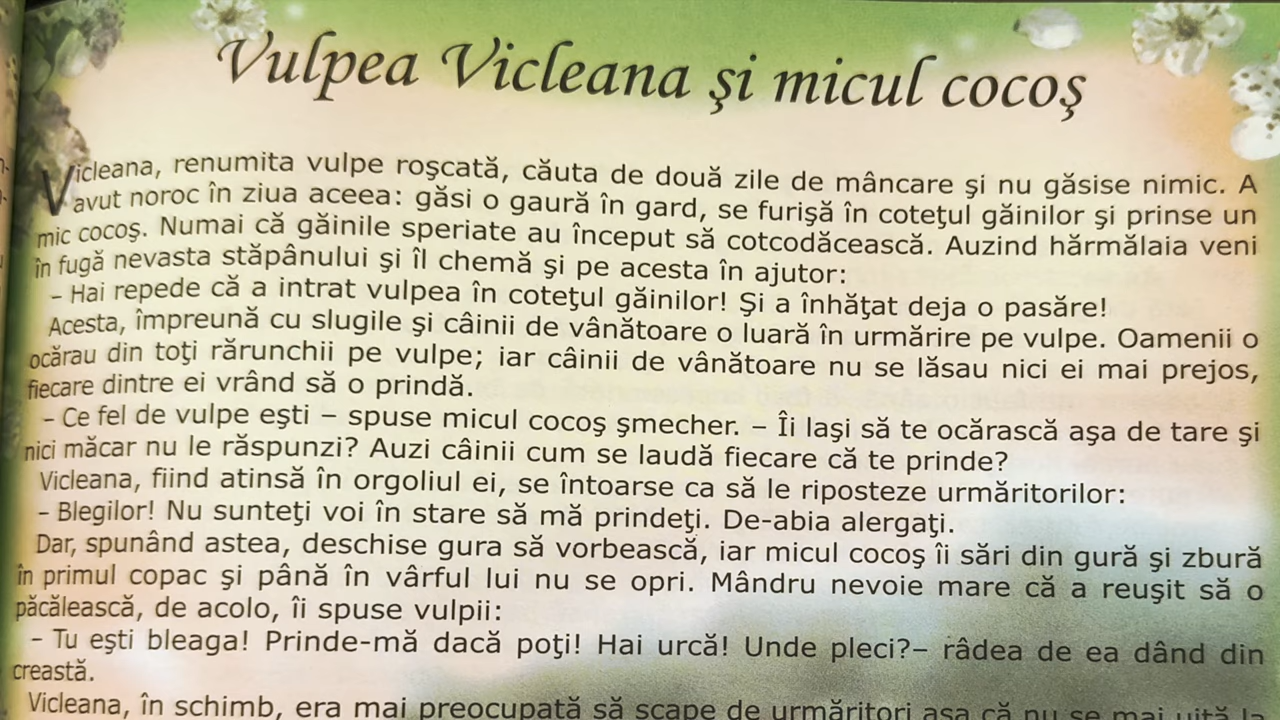 Vulpea Vicleana şi micul cocoş
Vicleana, renumita vulpe roşcată, căuta de două zile de mâncare şi nu găsise nimic. A
avut noroc în ziua aceea: găsi o gaură în gard, se furişă în coteţul găinilor şi prinse un
mic cocoş. Numai că găinile speriate au început să cotcodăcească. Auzind hărmălaia veni
în fugă nevasta stăpânului şi îl chemă şi pe acesta în ajutor:
– Hai repede că a intrat vulpea în coteţul găinilor! Şi a înhăţat deja o pasăre!
Acesta, împreună cu slugile şi câinii de vânătoare o luară în urmărire pe vulpe. Oamenii o
ocărau din toţi rărunchii pe vulpe; iar câinii de vânătoare nu se lăsau nici ei mai prejos,
fiecare dintre ei vrând să o prindă.
– Ce fel de vulpe eşti – spuse micul cocoş şmecher. – Îi laşi să te ocărască aşa de tare şi
nici măcar nu le răspunzi? Auzi câinii cum se laudă fiecare că te prinde?
Vicleana, fiind atinsă în orgoliul ei, se întoarse ca să le riposteze urmăritorilor:
– Blegilor! Nu sunteţi voi în stare să mă prindeţi. De-abia alergaţi.
Dar, spunând astea, deschise gura să vorbească, iar micul cocoş îi sări din gură şi zbură
în primul copac şi până în vârful lui nu se opri. Mândru nevoie mare că a reuşit să o
păcălească, de acolo, îi spuse vulpii:
– Tu eşti bleaga! Prinde-mă dacă poţi! Hai urcă! Unde pleci?– râdea de ea dând din
creastă.
Vicleana, în schimb, era mai preocupată să scape de urmăritori aşa că nu se mai uită la